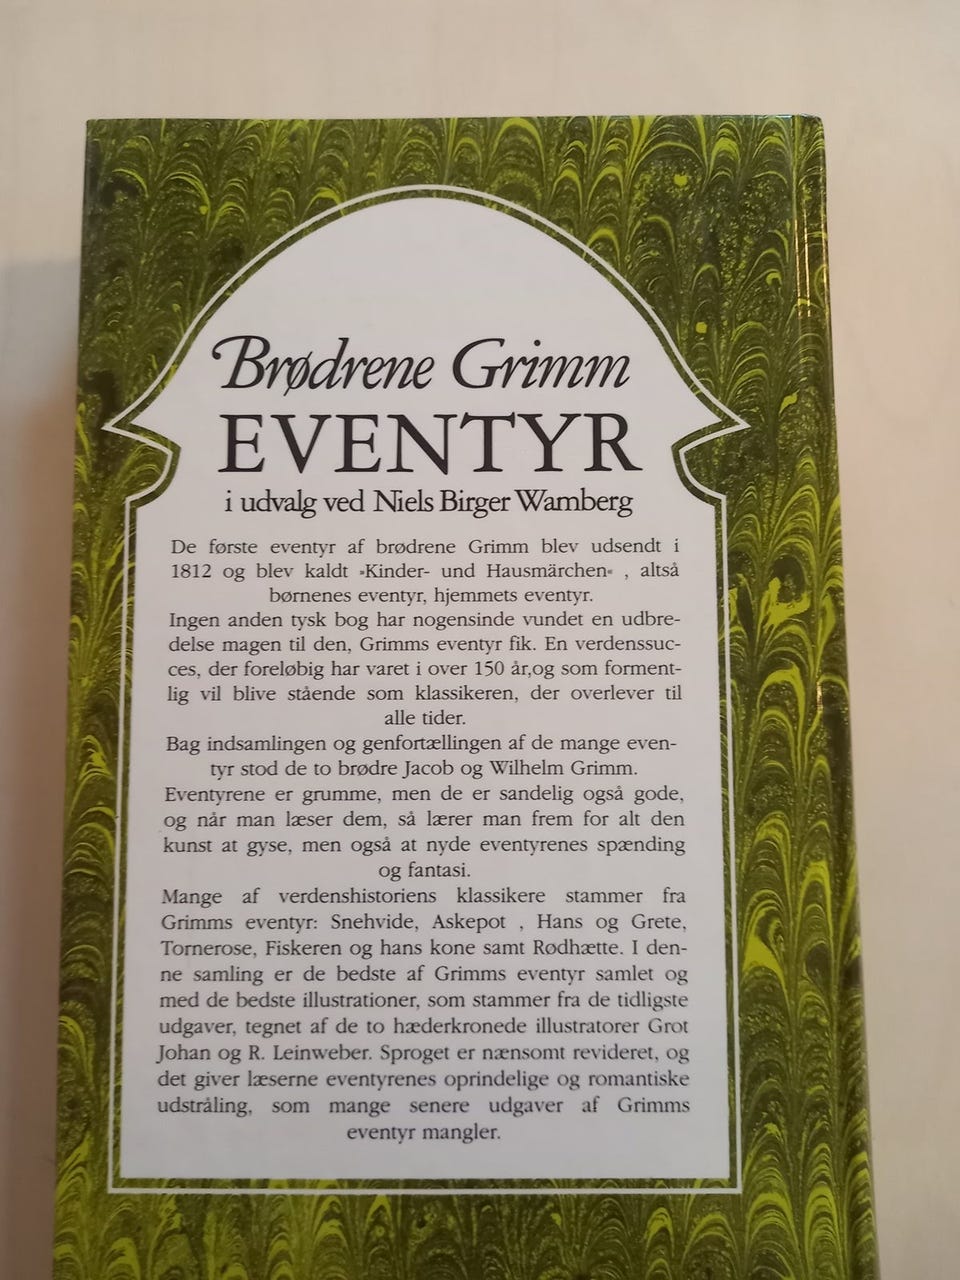 Brødrene Grimm
EVENTYR
i udvalg ved Niels Birger Wamberg
De første eventyr af brødrene Grimm blev udsendt i
1812 og blev kaldt »Kinder- und Hausmärchen« , altså
børnenes eventyr, hjemmets eventyr.
Ingen anden tysk bog har nogensinde vundet en udbre-
delse magen til den, Grimms eventyr fik. En verdenssuc-
ces, der foreløbig har varet i over 150 år,og som forment-
lig vil blive stående som klassikeren, der overlever til
alle tider.
Bag indsamlingen og genfortællingen af de mange even-
tyr stod de to brødre Jacob og Wilhelm Grimm.
Eventyrene er grumme, men de er sandelig også gode,
og når man læser dem, så lærer man frem for alt den
kunst at gyse, men også at nyde eventyrenes spænding
og fantasi.
Mange af verdenshistoriens klassikere stammer fra
Grimms eventyr: Snehvide, Askepot , Hans og Grete,
Tornerose, Fiskeren og hans kone samt Rødhætte. I den-
ne samling er de bedste af Grimms eventyr samlet og
med de bedste illustrationer, som stammer fra de tidligste
udgaver, tegnet af de to hæderkronede illustratorer Grot
Johan og R. Leinweber. Sproget er nænsomt revideret, og
det giver læserne eventyrenes oprindelige og romantiske
udstråling, som mange senere udgaver af Grimms
eventyr mangler.